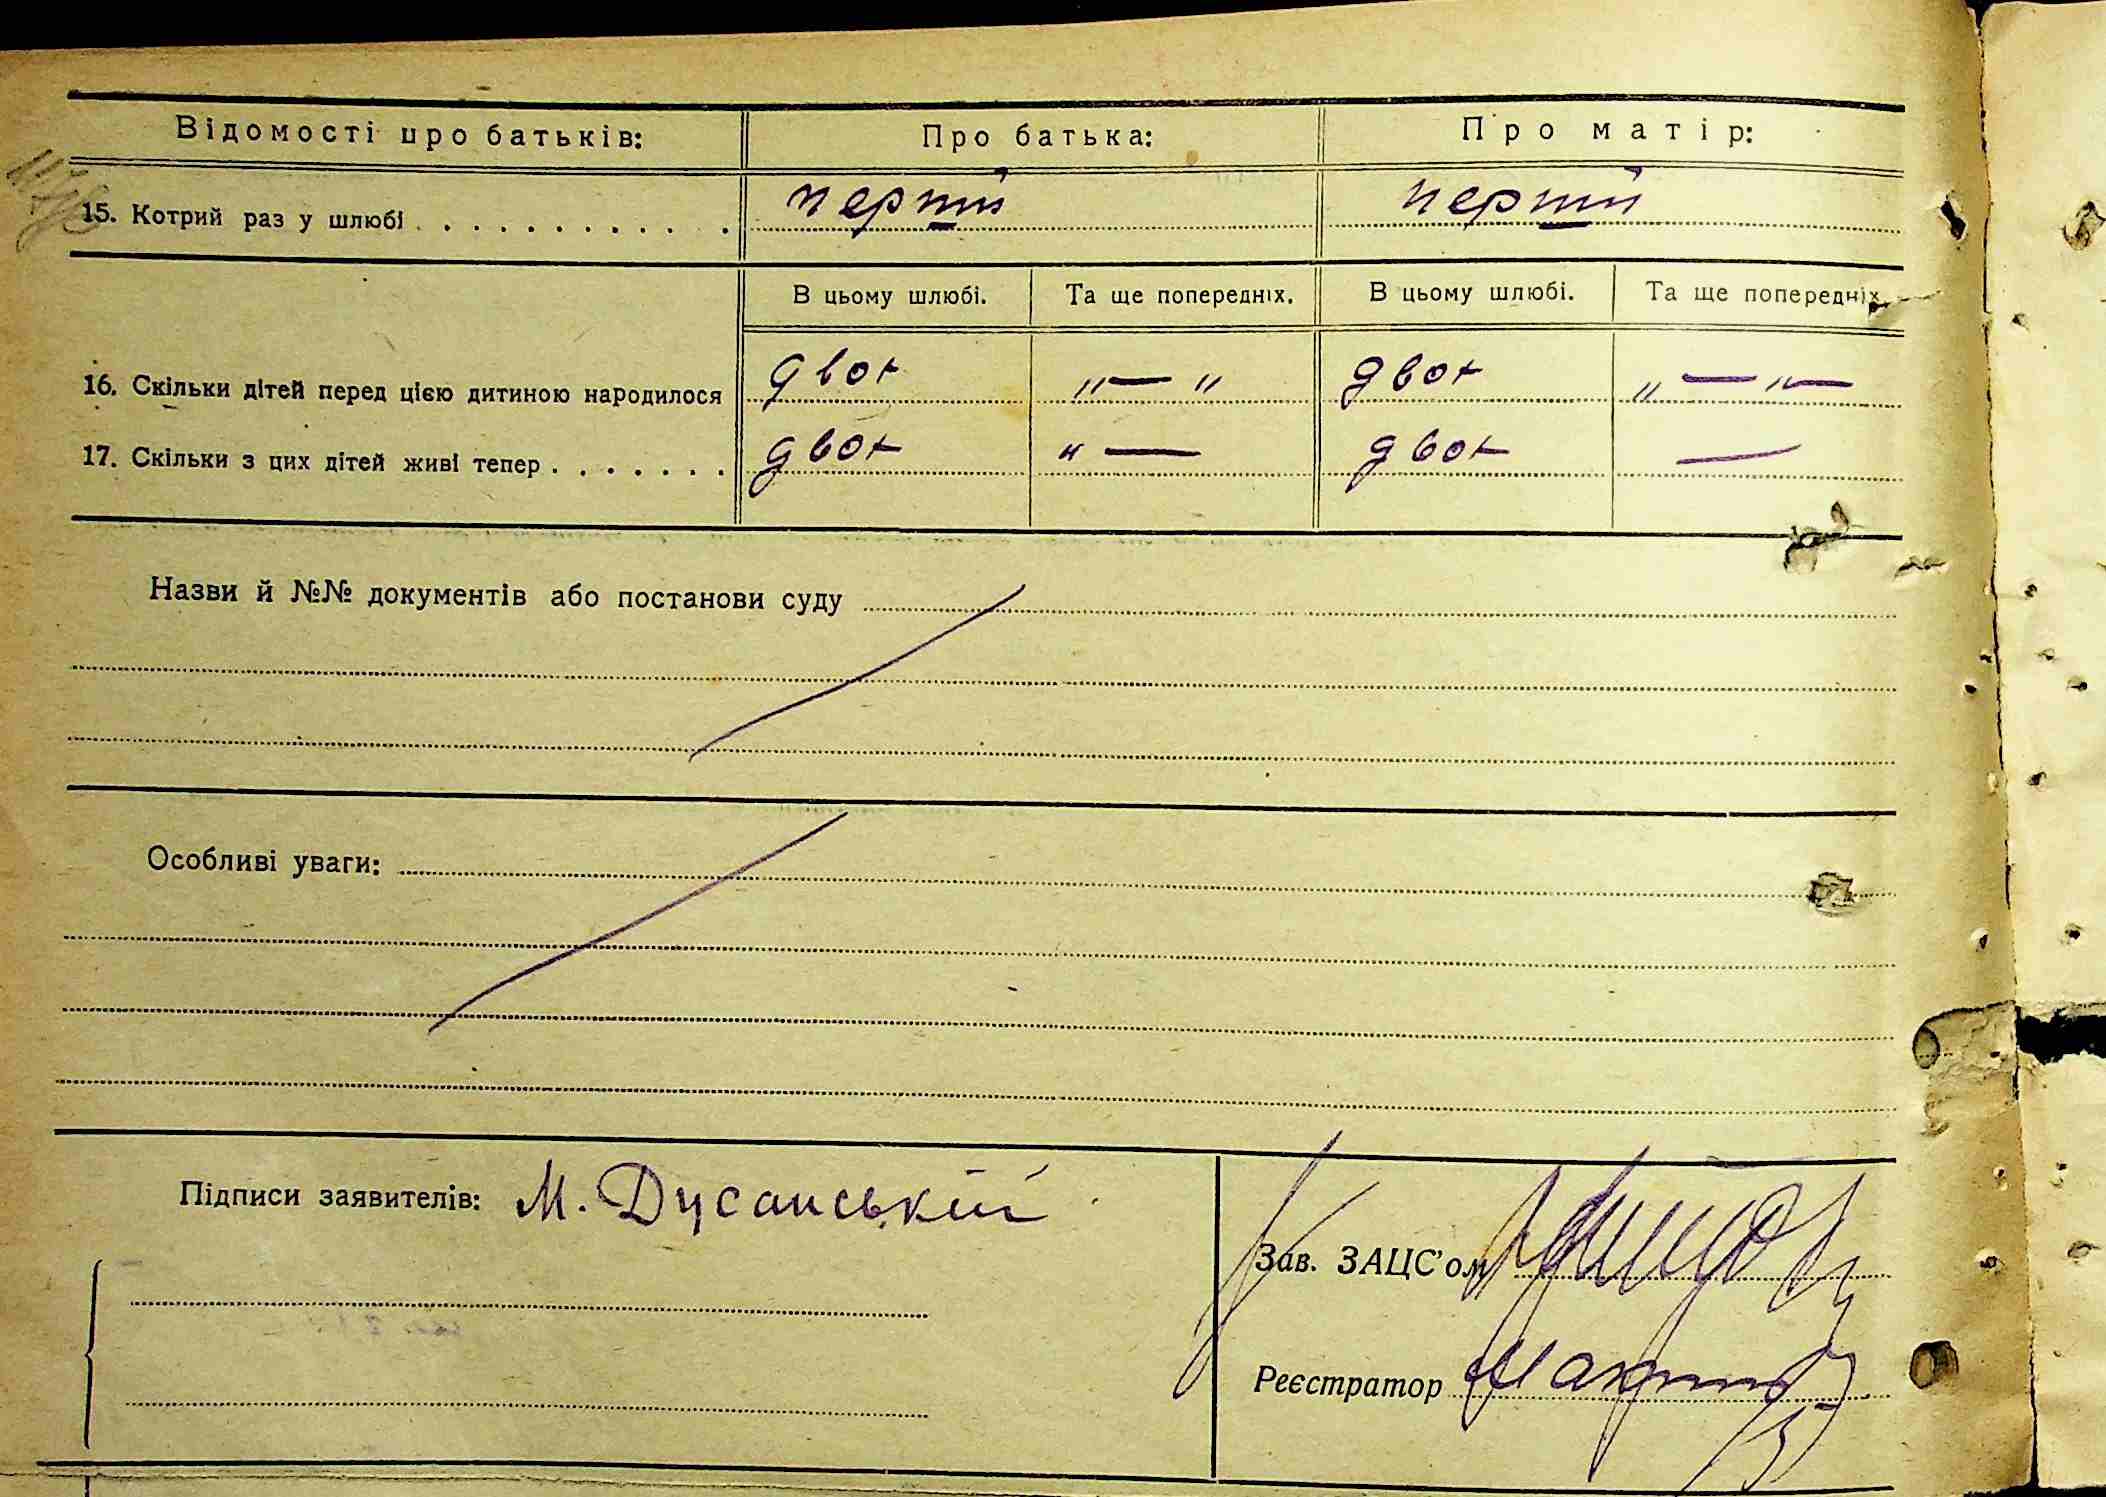 Відомості про батьків: Про батька: Про матір:
15. Котрий раз у шлюбі . . . . . . . . . . . . перший перший
В цьому шлюбі. Та ще попередніх. В цьому шлюбі. Та ще попередніх.
16. Скільки дітей перед цією дитиною народилося двох „—“ двох „—“—
17. Скільки з цих дітей живі тепер . . . . . . . двох “— двох —
Назви й №№ документів або постанови суду
Особливі уваги:
Підписи заявителів: М. Дусанський
Зав. ЗАЦС'ом
Реєстратор